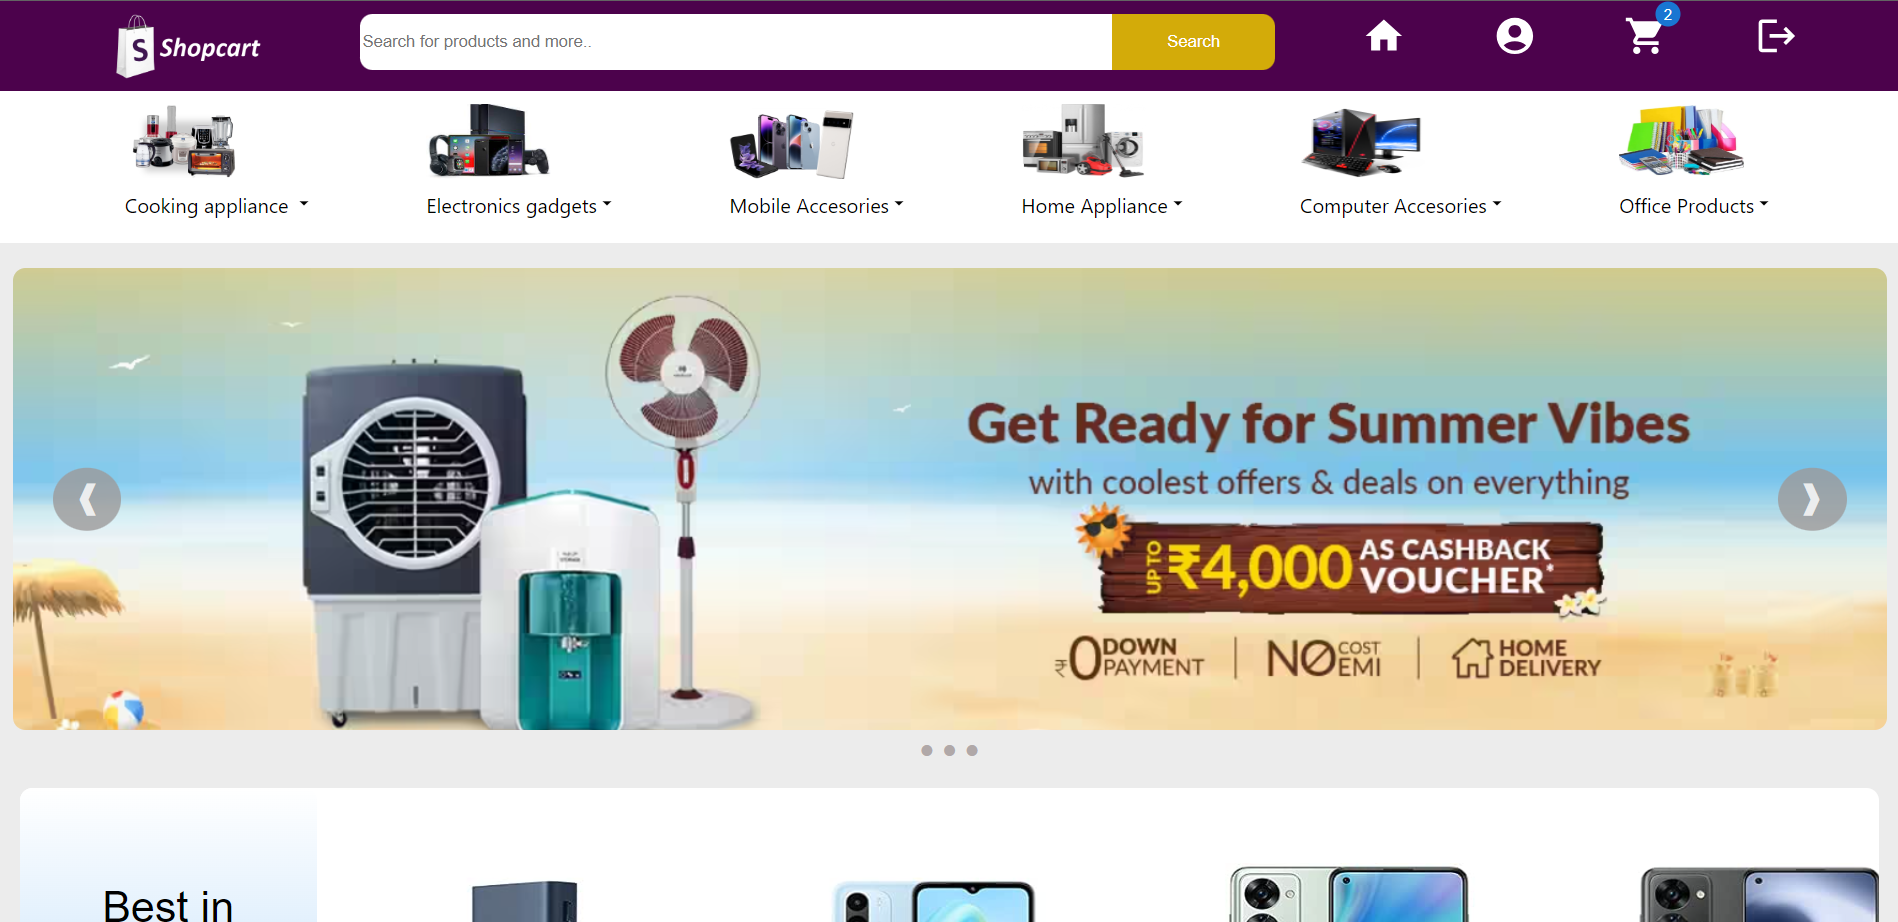 S Shopcart
Search for products and more..
Search
2
Cooking appliance
Electronics gadgets
Mobile Accesories
Home Appliance
Computer Accesories
Office Products
Get Ready for Summer Vibes
with coolest offers & deals on everything
UPTO ₹4,000 AS CASHBACK VOUCHER*
₹0 DOWN PAYMENT | NO COST EMI | HOME DELIVERY
Best in